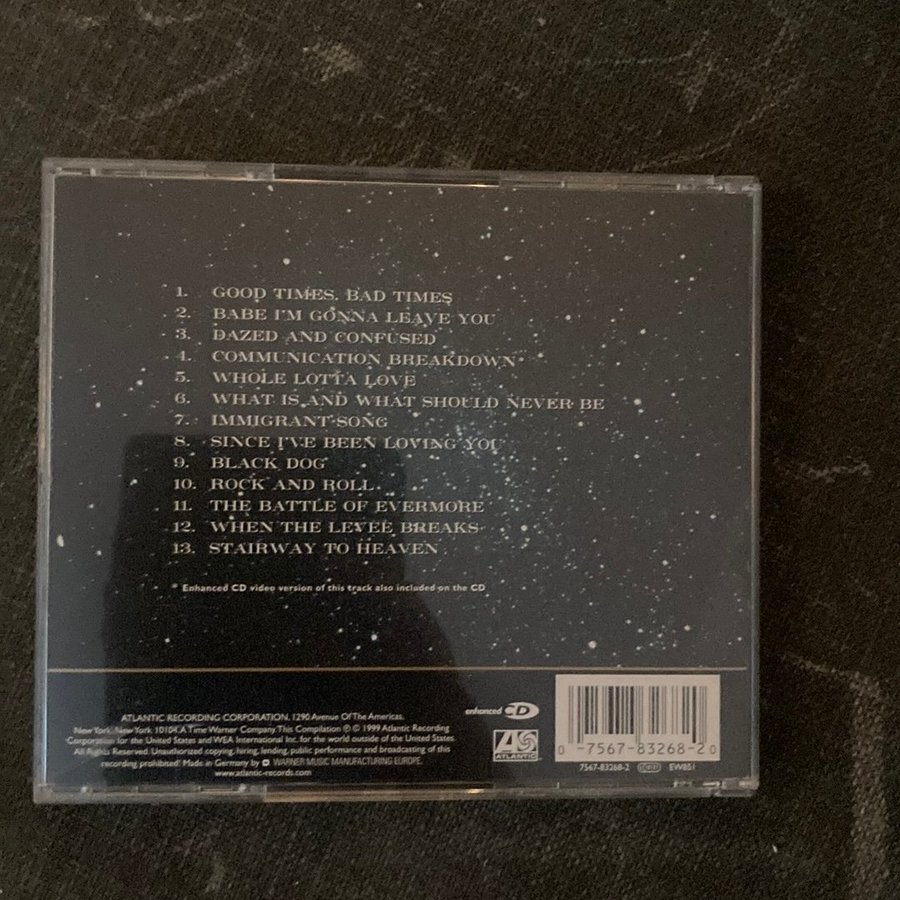 1. GOOD TIMES, BAD TIMES
2. BABE I'M GONNA LEAVE YOU
3. DAZED AND CONFUSED
4. COMMUNICATION BREAKDOWN*
5. WHOLE LOTTA LOVE
6. WHAT IS AND WHAT SHOULD NEVER BE
7. IMMIGRANT SONG
8. SINCE I'VE BEEN LOVING YOU
9. BLACK DOG
10. ROCK AND ROLL
11. THE BATTLE OF EVERMORE
12. WHEN THE LEVEE BREAKS
13. STAIRWAY TO HEAVEN
* Enhanced CD video version of this track also included on the CD
ATLANTIC RECORDING CORPORATION, 1290 Avenue Of The Americas,
New York, New York 10104. A Time Warner Company. This Compilation ℗ © 1999 Atlantic Recording
Corporation for the United States and WEA International Inc. for the world outside of the United States.
All Rights Reserved. Unauthorized copying, hiring, lending, public performance and broadcasting of this
recording prohibited! Made in Germany by WARNER MUSIC MANUFACTURING EUROPE.
www.atlantic-records.com
enhanced CD
ATLANTIC
0 -7567-83268-2 0
7567-83268-2 EW851